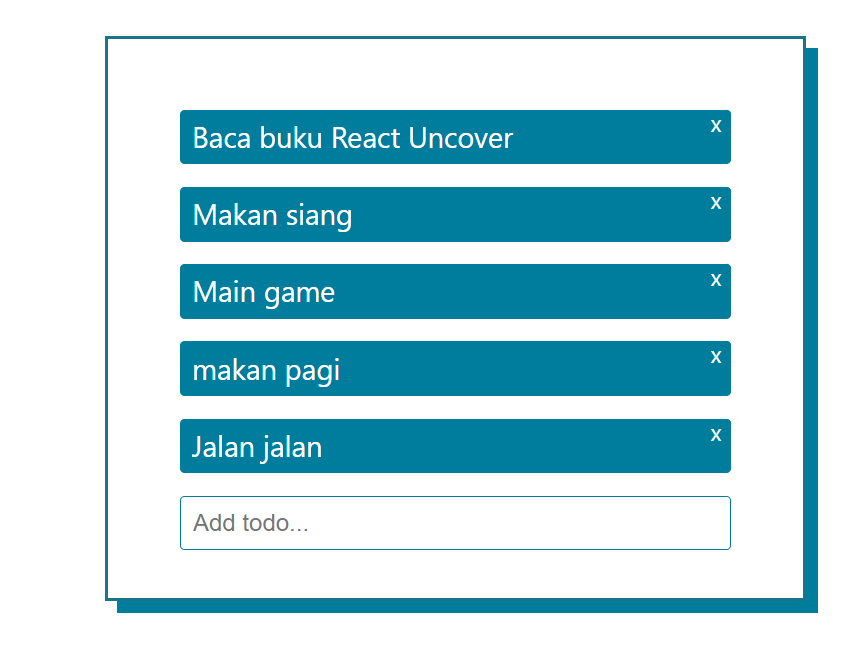 Baca buku React Uncover x
Makan siang x
Main game x
makan pagi x
Jalan jalan x
Add todo...